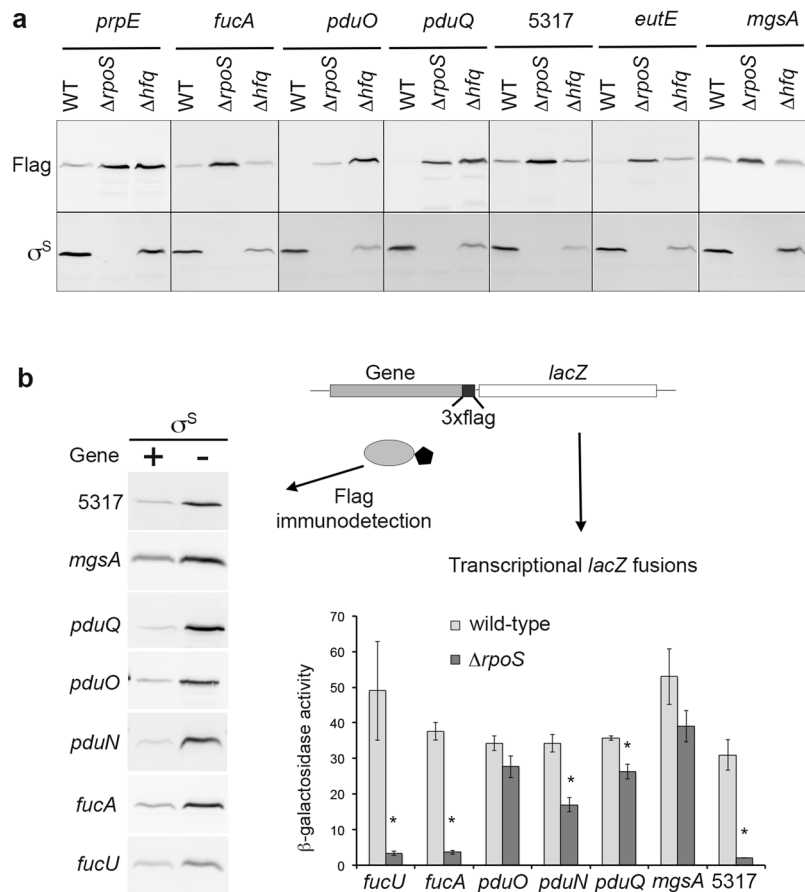 a
prpE fucA pduO pduQ 5317 eutE mgsA
WT ΔrpoS Δhfq WT ΔrpoS Δhfq WT ΔrpoS Δhfq WT ΔrpoS Δhfq WT ΔrpoS Δhfq WT ΔrpoS Δhfq WT ΔrpoS Δhfq
Flag
σS
b
Gene lacZ
3xflag
σS
Gene + -
5317
mgsA
pduQ
pduO
pduN
fucA
fucU
Flag
immunodetection
Transcriptional lacZ fusions
wild-type
ΔrpoS
β-galactosidase activity
70
60
50
40
30
20
10
0
* * * * *
fucU fucA pduO pduN pduQ mgsA 5317